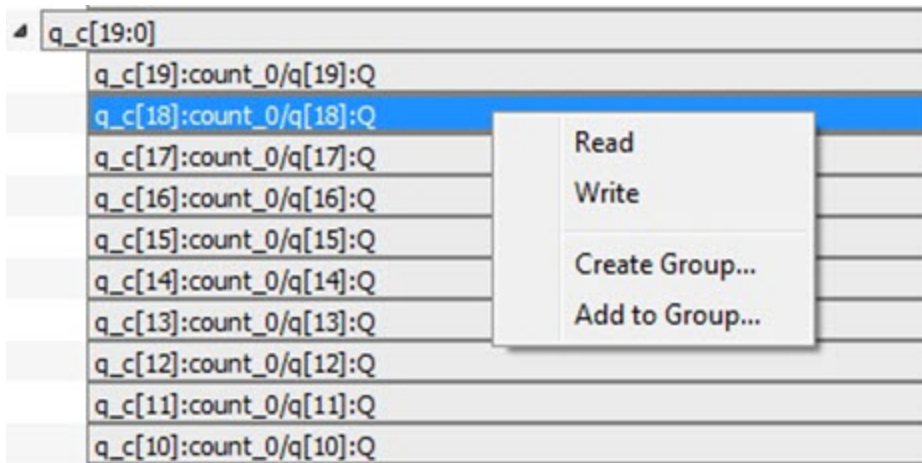 q_c[19:0]
q_c[19]:count_0/q[19]:Q
q_c[18]:count_0/q[18]:Q
q_c[17]:count_0/q[17]:Q
q_c[16]:count_0/q[16]:Q
q_c[15]:count_0/q[15]:Q
q_c[14]:count_0/q[14]:Q
q_c[13]:count_0/q[13]:Q
q_c[12]:count_0/q[12]:Q
q_c[11]:count_0/q[11]:Q
q_c[10]:count_0/q[10]:Q
Read
Write
Create Group...
Add to Group...